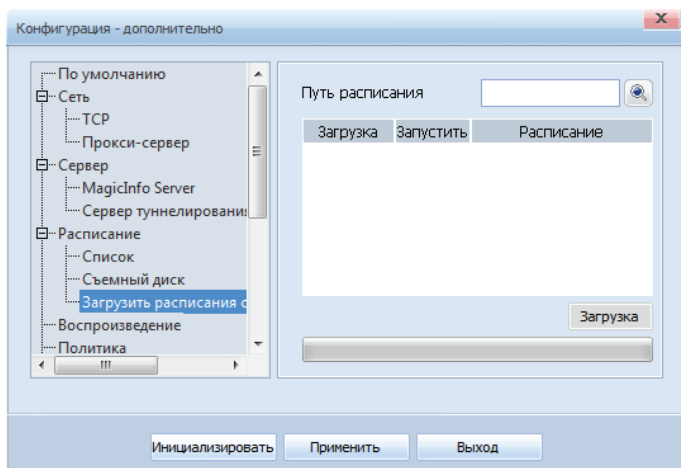 Конфигурация - дополнительно
По умолчанию
Сеть
TCP
Прокси-сервер
Сервер
MagicInfo Server
Сервер туннелирования
Расписание
Список
Съемный диск
Загрузить расписания с
Воспроизведение
Политика
Путь расписания
Загрузка Запустить Расписание
Загрузка
Инициализировать Применить Выход